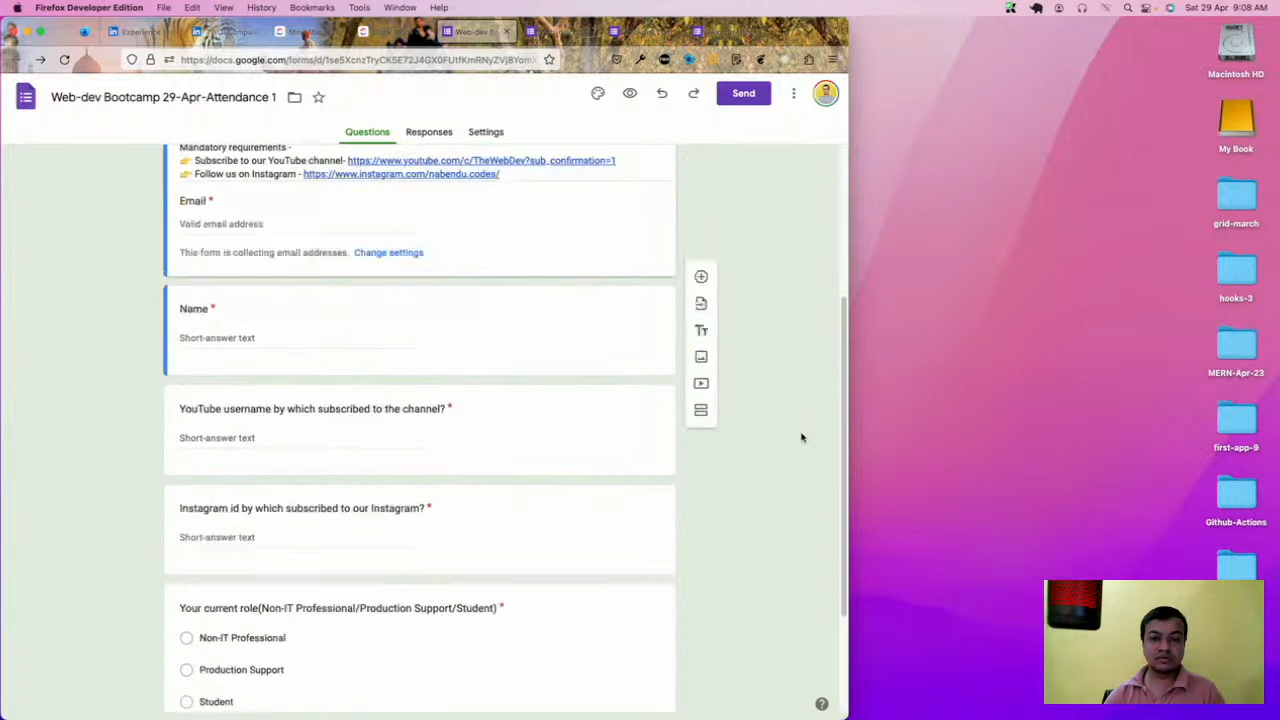 Firefox Developer Edition File Edit View History Bookmarks Tools Window Help Sat 29 Apr 9:08 AM
Experience
Web-dev Bo
https://docs.google.com/forms/d/1se5XcnzTryCK5E72J4GX0FUtfKmRNyZVj8Yom
Macintosh HD
Web-dev Bootcamp 29-Apr-Attendance 1
Send
Questions Responses Settings
My Book
Mandatory requirements -
👉 Subscribe to our YouTube channel- https://www.youtube.com/c/TheWebDev?sub_confirmation=1
👉 Follow us on Instagram - https://www.instagram.com/nabendu.codes/
Email *
Valid email address
This form is collecting email addresses. Change settings
grid-march
hooks-3
Name *
Short-answer text
MERN-Apr-23
YouTube username by which subscribed to the channel? *
Short-answer text
first-app-9
Instagram id by which subscribed to our Instagram? *
Short-answer text
Github-Actions
Your current role(Non-IT Professional/Production Support/Student) *
Non-IT Professional
Production Support
Student